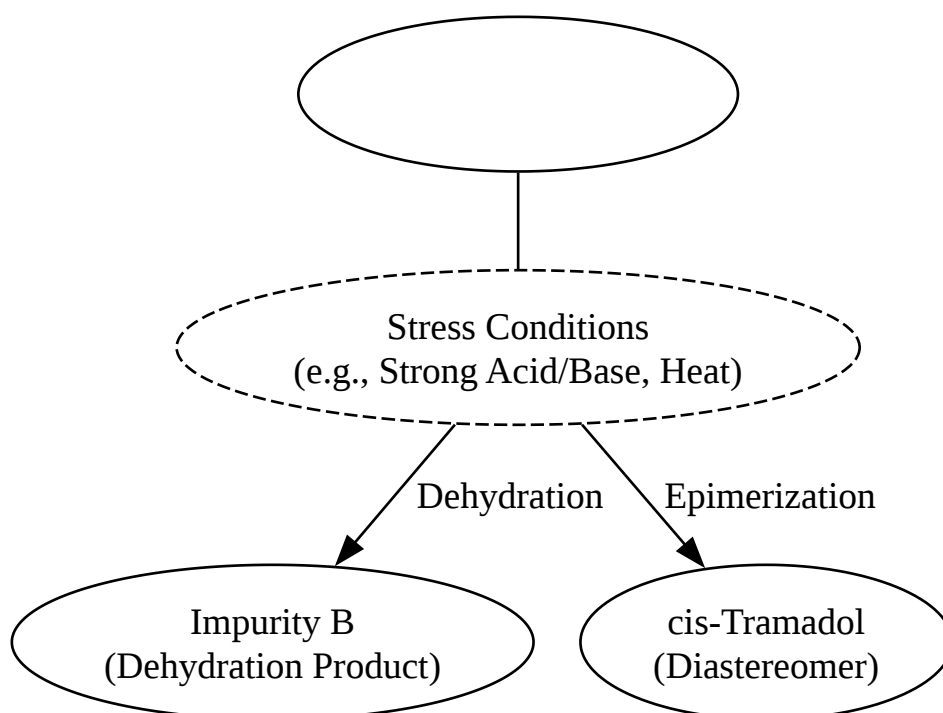 Stress Conditions
(e.g., Strong Acid/Base, Heat)
Dehydration
Epimerization
Impurity B
(Dehydration Product)
cis-Tramadol
(Diastereomer)